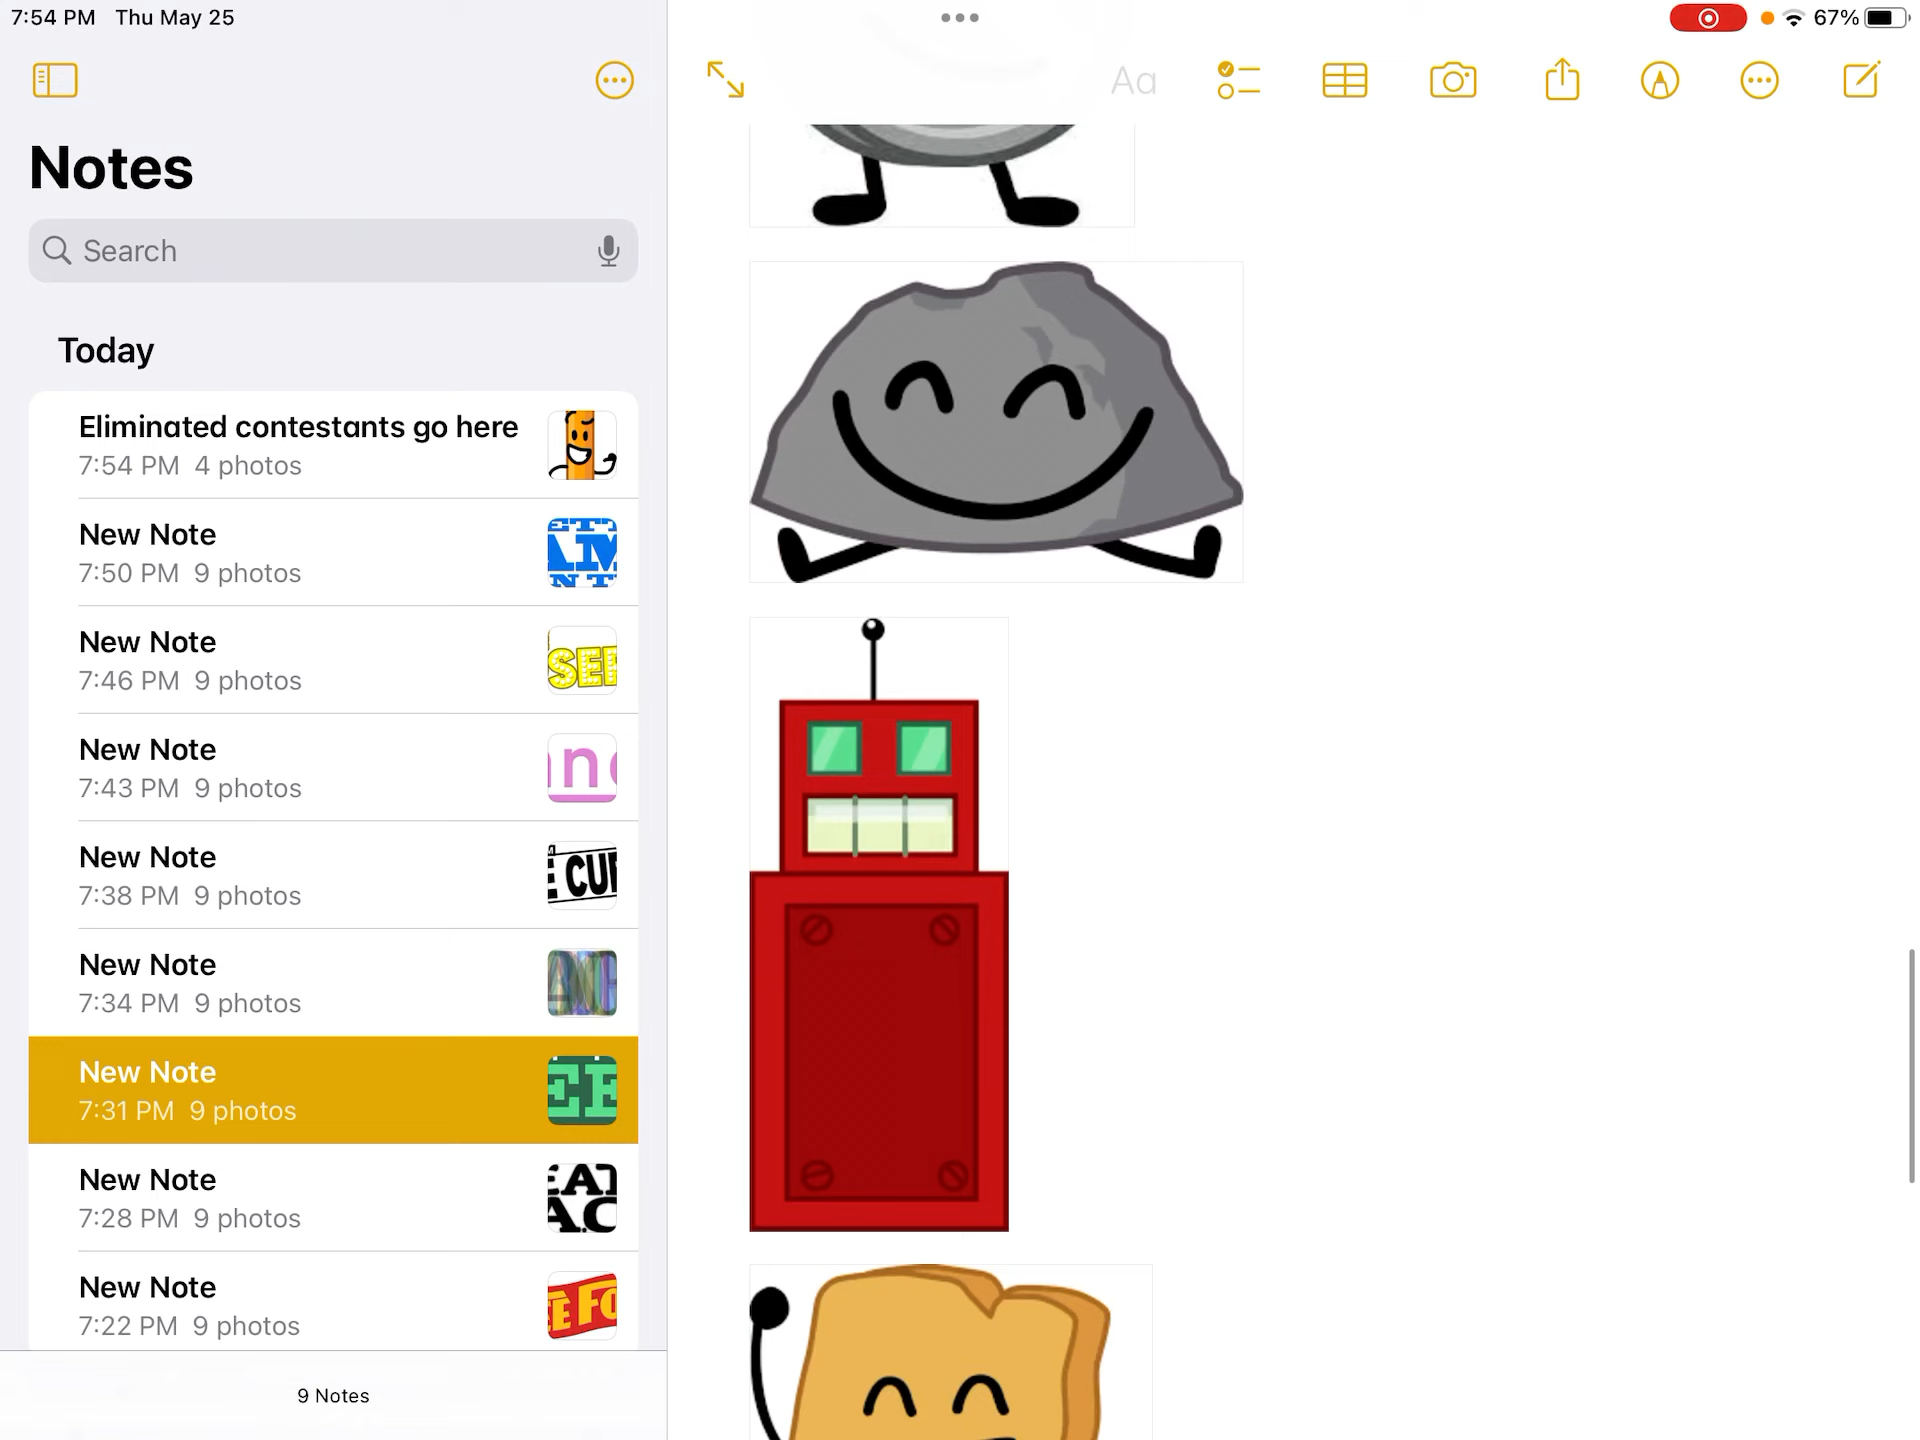 7:54 PM Thu May 25
67%
Aa
Notes
Search
Today
Eliminated contestants go here
7:54 PM 4 photos
New Note
7:50 PM 9 photos
New Note
7:46 PM 9 photos
New Note
7:43 PM 9 photos
New Note
7:38 PM 9 photos
New Note
7:34 PM 9 photos
New Note
7:31 PM 9 photos
New Note
7:28 PM 9 photos
New Note
7:22 PM 9 photos
9 Notes